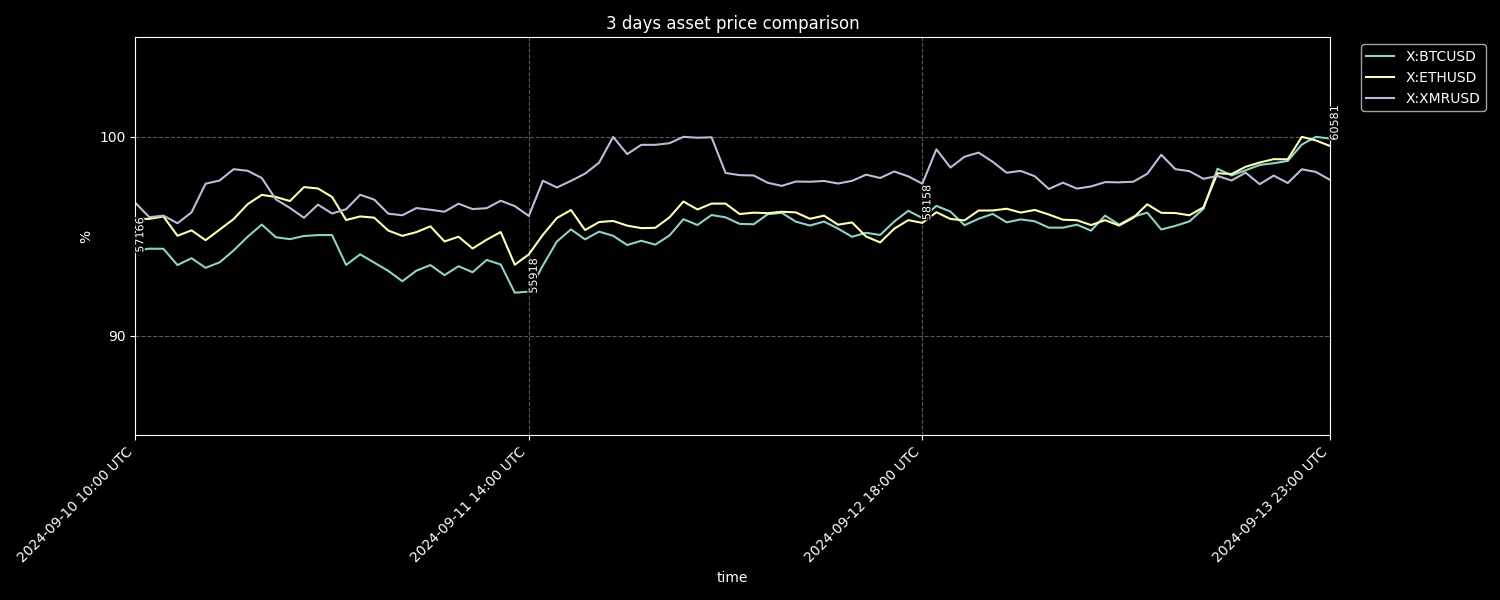 3 days asset price comparison
X:BTCUSD
X:ETHUSD
X:XMRUSD
100
90
%
57166
55918
58158
60581
2024-09-10 10:00 UTC
2024-09-11 14:00 UTC
2024-09-12 18:00 UTC
2024-09-13 23:00 UTC
time